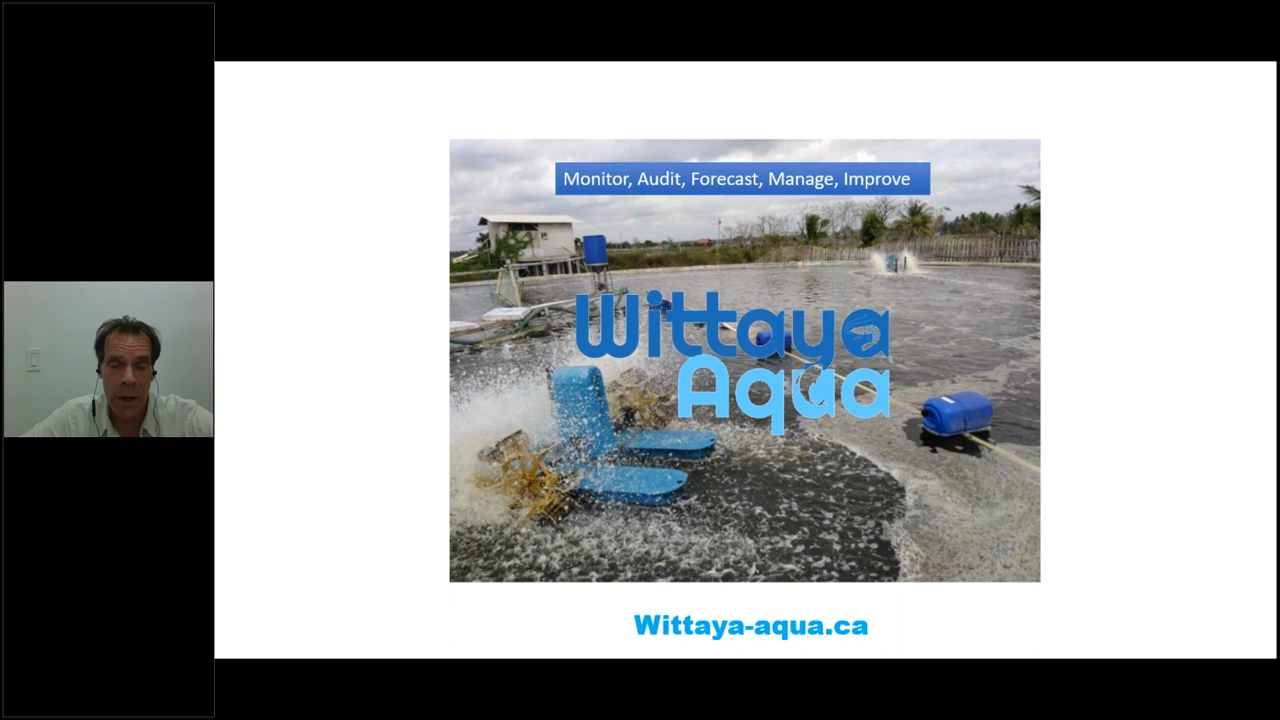 Monitor, Audit, Forecast, Manage, Improve
Wittaya
Aqua
Wittaya-aqua.ca